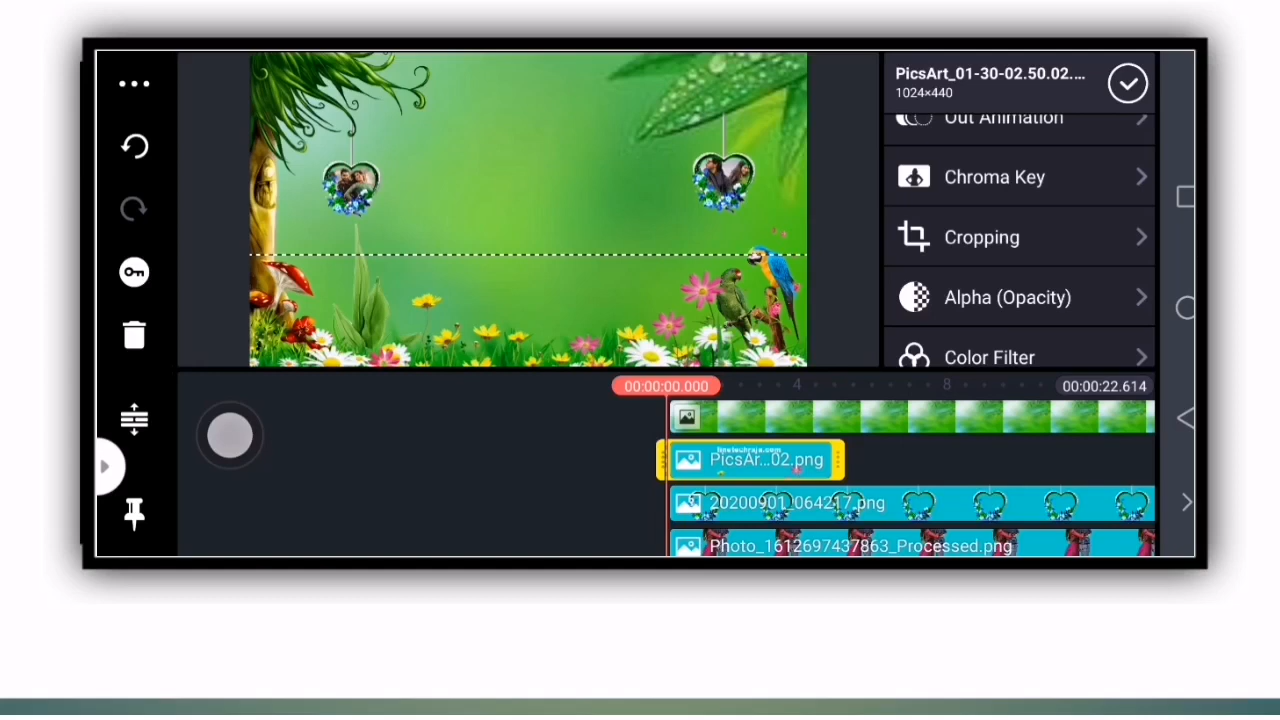 PicsArt_01-30-02.50.02....
1024×440
Out Animation
Chroma Key
Cropping
Alpha (Opacity)
Color Filter
00:00:00.000
4
8
00:00:22.614
PicsAr...02.png
20200901_064217.png
Photo_1612697437863_Processed.png